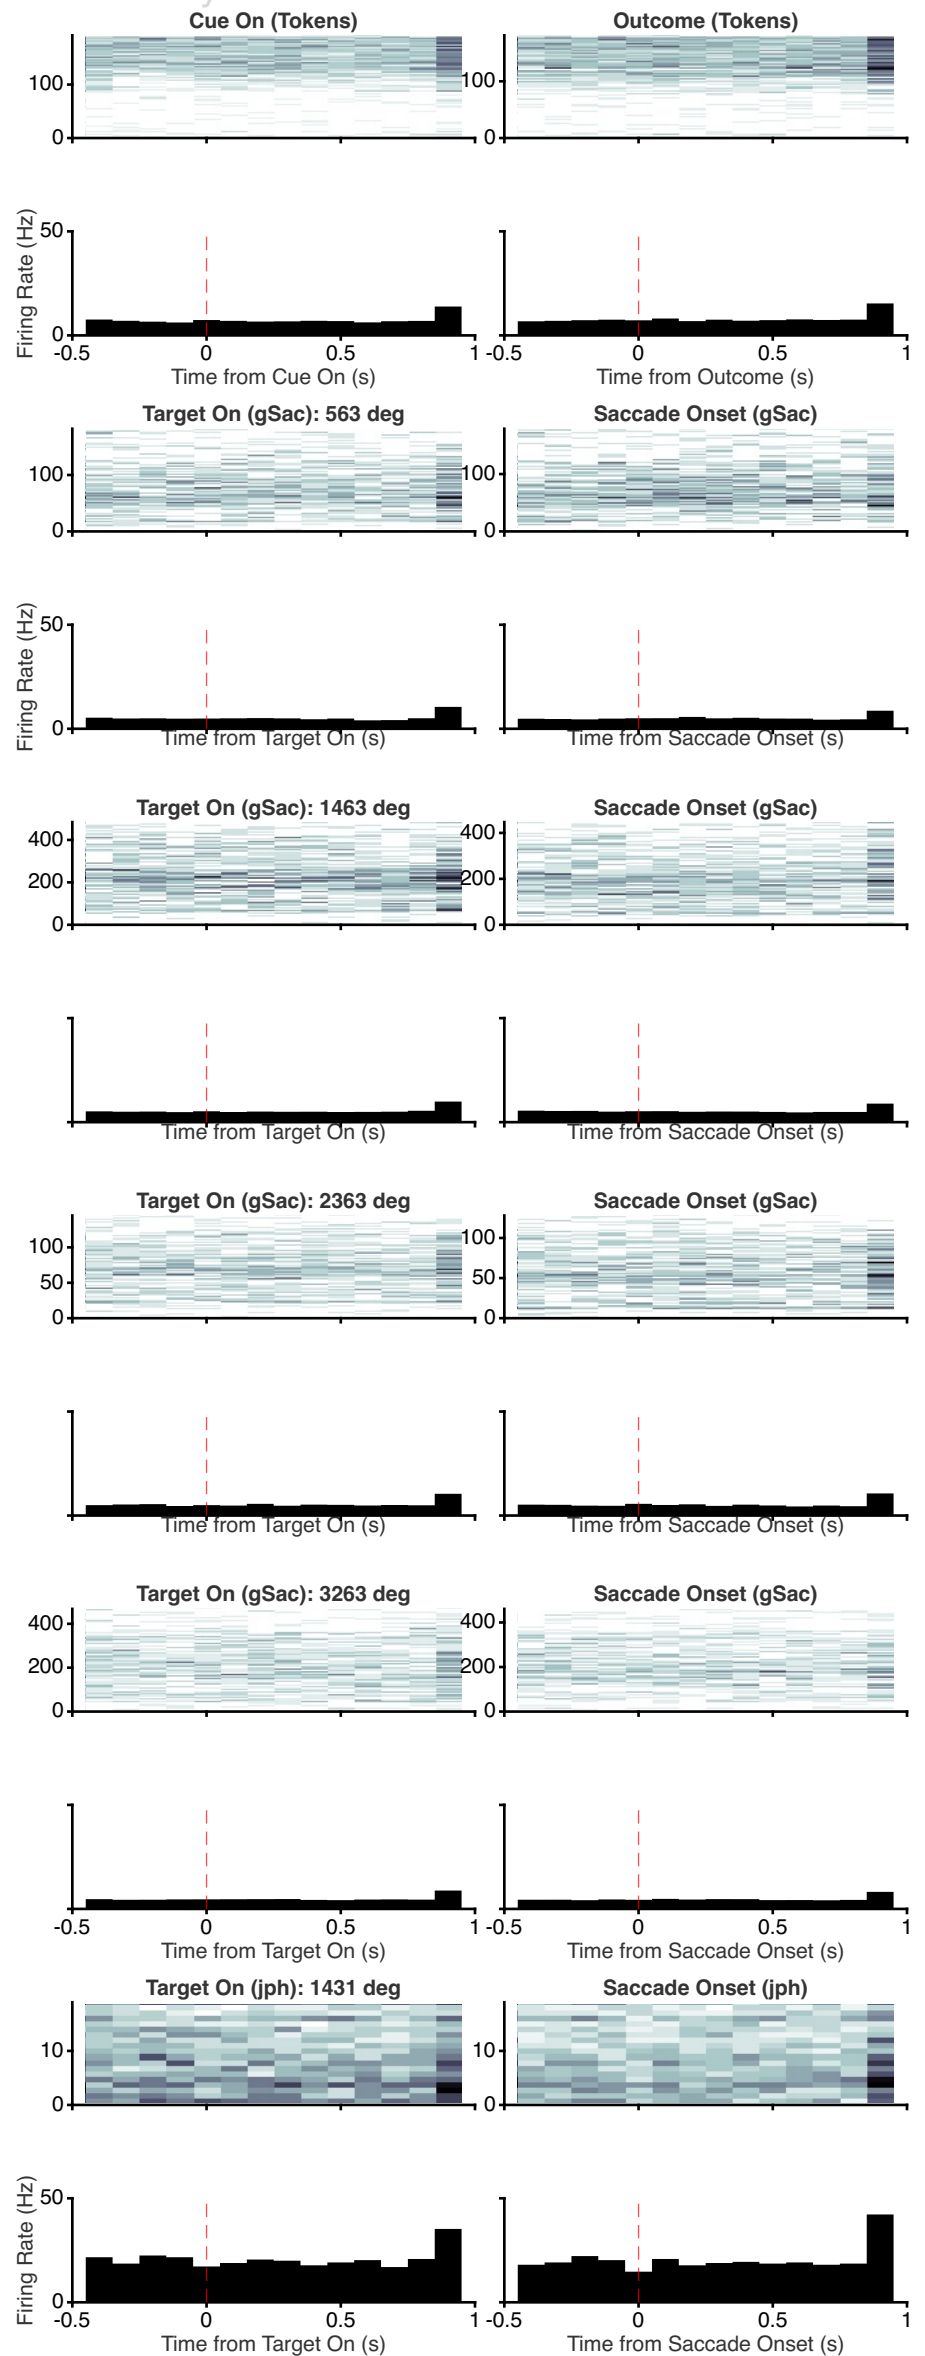 Cue On (Tokens) Outcome (Tokens)
100 100
0 0
Firing Rate (Hz)
50
0
-0.5 0 0.5 1 -0.5 0 0.5 1
Time from Cue On (s) Time from Outcome (s)
Target On (gSac): 563 deg Saccade Onset (gSac)
100 100
0 0
Firing Rate (Hz)
50
0
Time from Target On (s) Time from Saccade Onset (s)
Target On (gSac): 1463 deg Saccade Onset (gSac)
400 400
200 200
0 0
Time from Target On (s) Time from Saccade Onset (s)
Target On (gSac): 2363 deg Saccade Onset (gSac)
100 100
50 50
0 0
Time from Target On (s) Time from Saccade Onset (s)
Target On (gSac): 3263 deg Saccade Onset (gSac)
400 400
200 200
0 0
-0.5 0 0.5 1 -0.5 0 0.5 1
Time from Target On (s) Time from Saccade Onset (s)
Target On (jph): 1431 deg Saccade Onset (jph)
10 10
0 0
Firing Rate (Hz)
50
0
-0.5 0 0.5 1 -0.5 0 0.5 1
Time from Target On (s) Time from Saccade Onset (s)